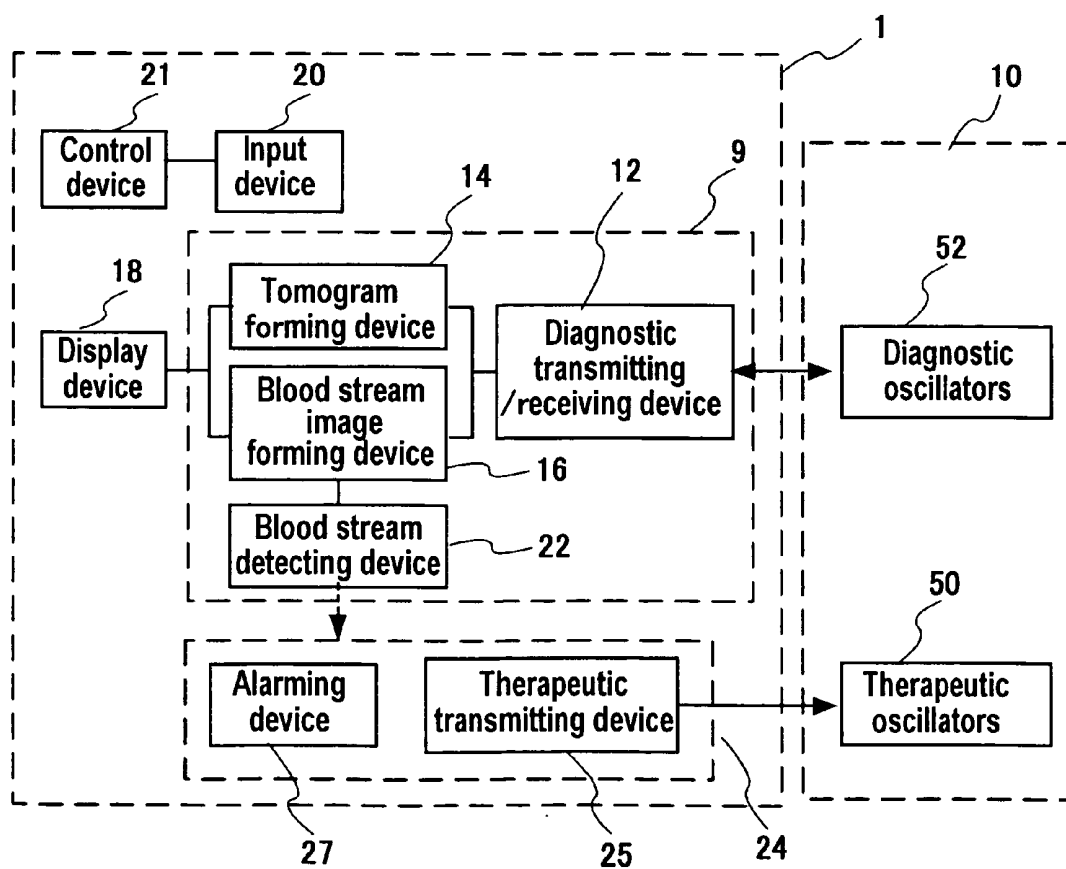 1
21
20
10
Control
device
Input
device
14
12
9
18
52
Tomogram
forming device
Display
device
Diagnostic
transmitting
/receiving device
Diagnostic
oscillators
Blood stream
image
forming device
16
Blood stream
detecting device
22
50
Alarming
device
Therapeutic
transmitting device
Therapeutic
oscillators
27
25
24